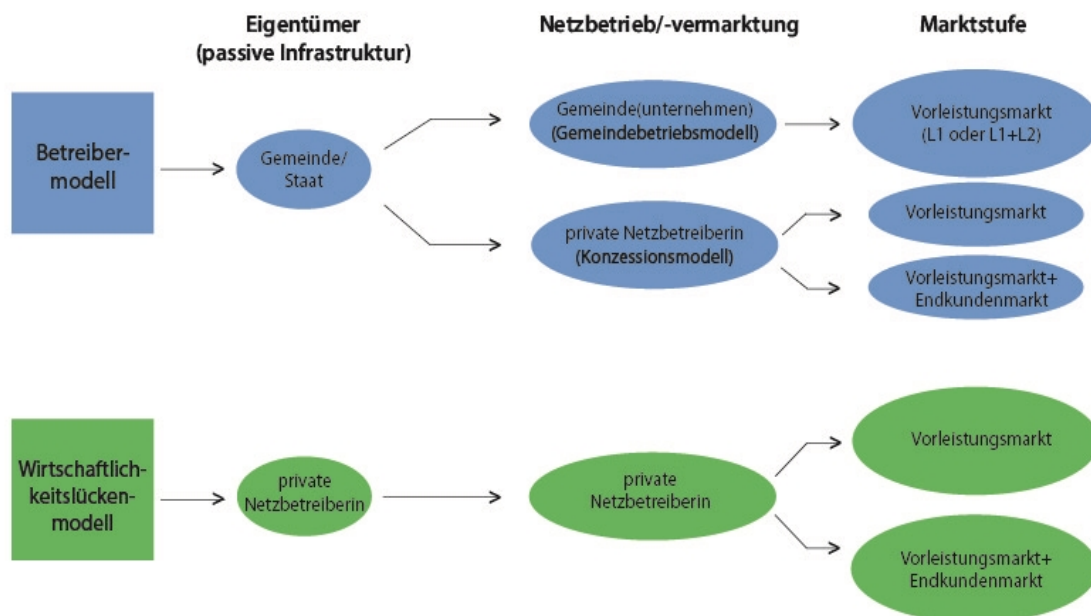 Eigentümer
(passive Infrastruktur)
Netzbetrieb/-vermarktung
Marktstufe
Betreiber-
modell
Gemeinde/
Staat
Gemeinde(unternehmen)
(Gemeindebetriebsmodell)
Vorleistungsmarkt
(L1 oder L1+L2)
private Netzbetreiberin
(Konzessionsmodell)
Vorleistungsmarkt
Vorleistungsmarkt+
Endkundenmarkt
Wirtschaftlich-
keitslücken-
modell
private
Netzbetreiberin
private
Netzbetreiberin
Vorleistungsmarkt
Vorleistungsmarkt+
Endkundenmarkt